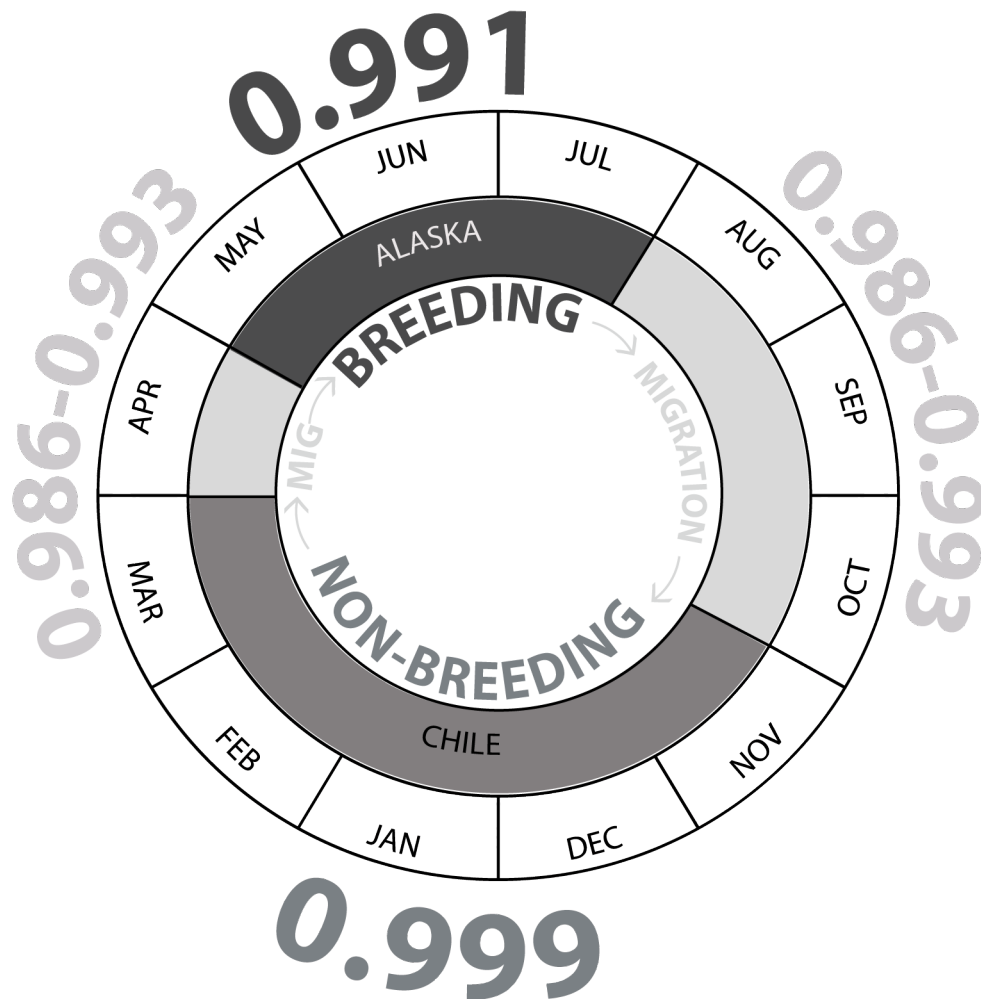 0.991
0.986-0.993
0.986-0.993
JUN
JUL
MAY
AUG
APR
SEP
MAR
OCT
FEB
NOV
JAN
DEC
ALASKA
BREEDING
MIGRATION
MIG
NON-BREEDING
CHILE
0.999